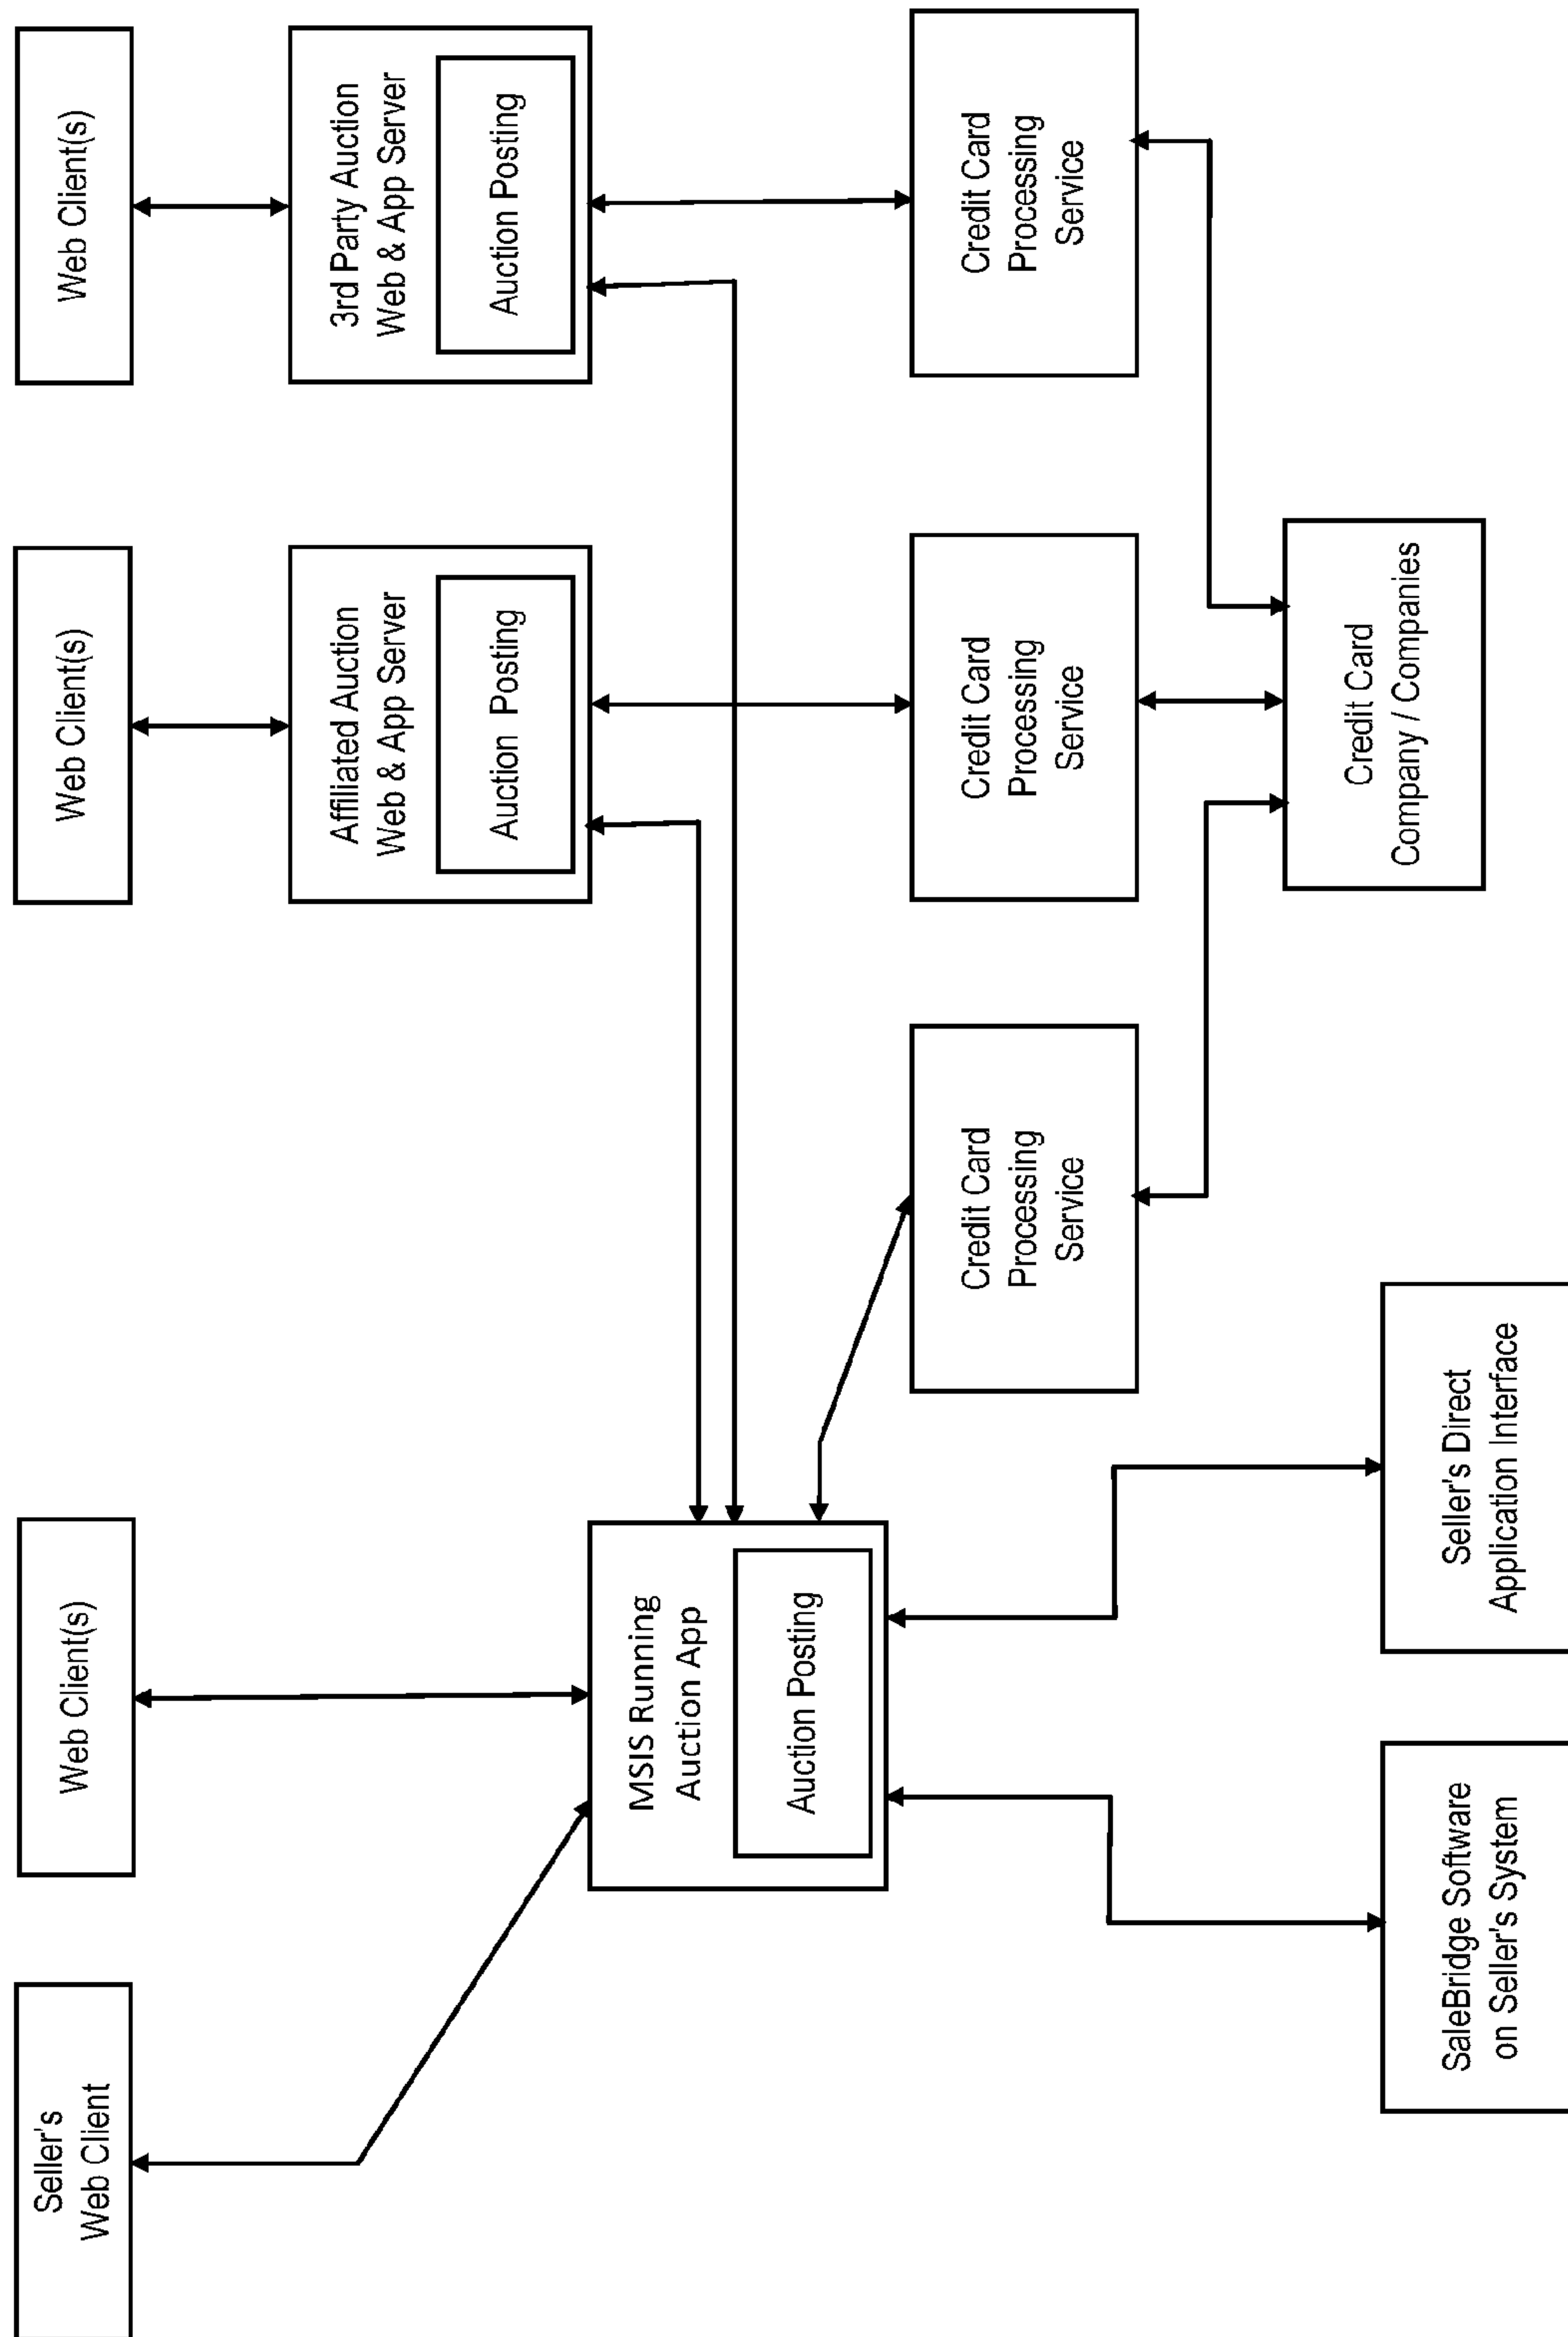 Seller's
Web Client
Web Client(s)
Web Client(s)
Web Client(s)
MSIS Running
Auction App
Auction Posting
Affiliated Auction
Web & App Server
Auction Posting
3rd Party Auction
Web & App Server
Auction Posting
Credit Card
Processing
Service
Credit Card
Processing
Service
Credit Card
Processing
Service
SaleBridge Software
on Seller's System
Seller's Direct
Application Interface
Credit Card
Company / Companies